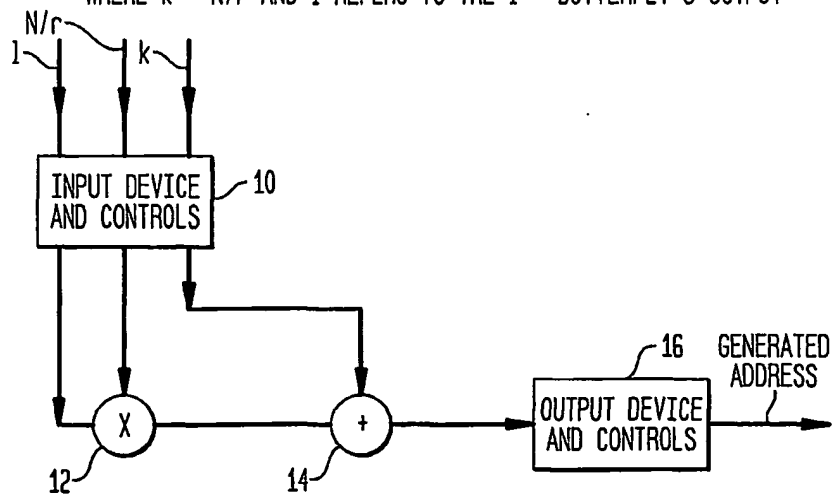 N/r
l
k
INPUT DEVICE
AND CONTROLS
10
X
12
+
14
16
OUTPUT DEVICE
AND CONTROLS
GENERATED
ADDRESS